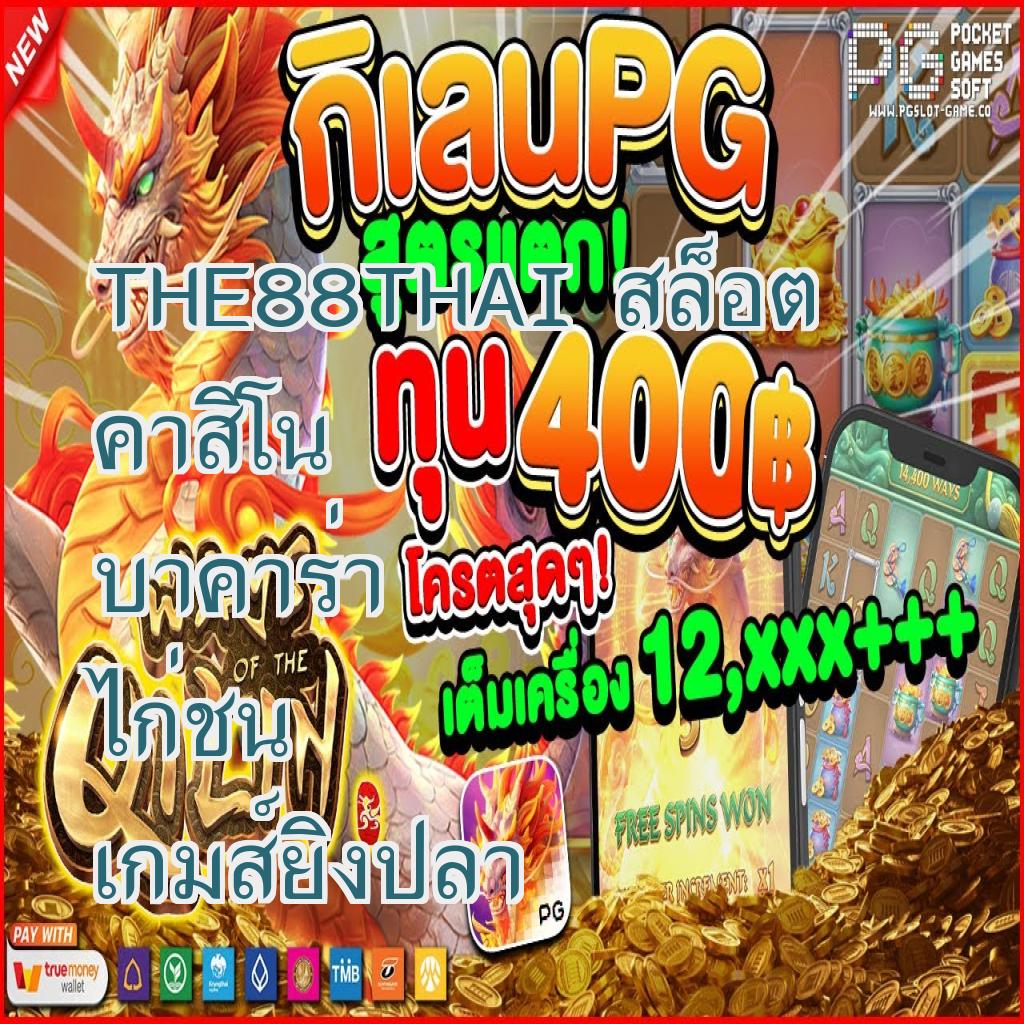 NEW
กิเลนPG
POCKET
GAMES
SOFT
WWW.PGSLOT-GAME.CO
สูตรแตก!
THE88THAI สล็อต
ทุน 400฿
คาสิโน
14,400 WAYS
บาคาร่า
โครตสุดๆ!
OF THE
QILIN
เต็มเครื่อง 12,xxx+++
ไก่ชน
FREE SPINS WON
เกมส์ยิงปลา
INCREMENT: X1
PG
PAY WITH
truemoney
wallet
TMB